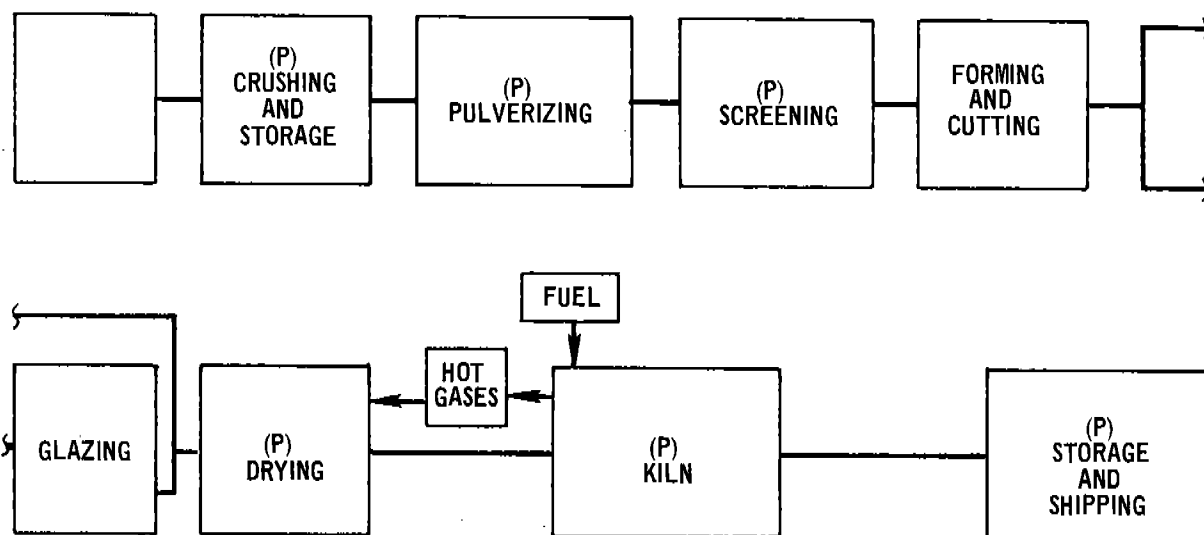 (P)
CRUSHING
AND
STORAGE
(P)
PULVERIZING
(P)
SCREENING
FORMING
AND
CUTTING
FUEL
HOT
GASES
GLAZING
(P)
DRYING
(P)
KILN
(P)
STORAGE
AND
SHIPPING